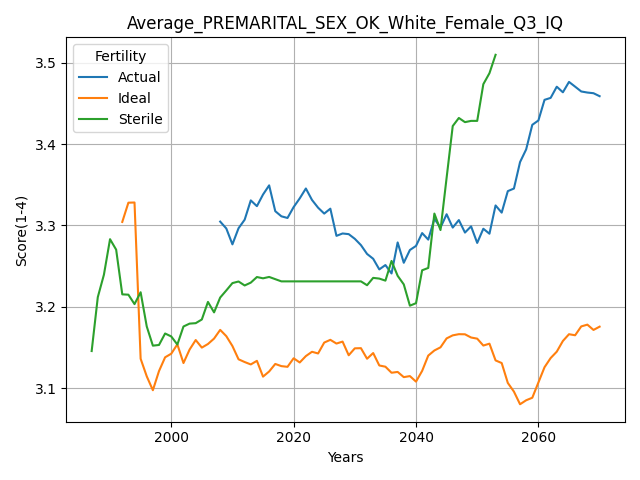 Average_PREMARITAL_SEX_OK_White_Female_Q3_IQ
Fertility
Actual
Ideal
Sterile
Score(1-4)
3.5
3.4
3.3
3.2
3.1
2000
2020
2040
2060
Years